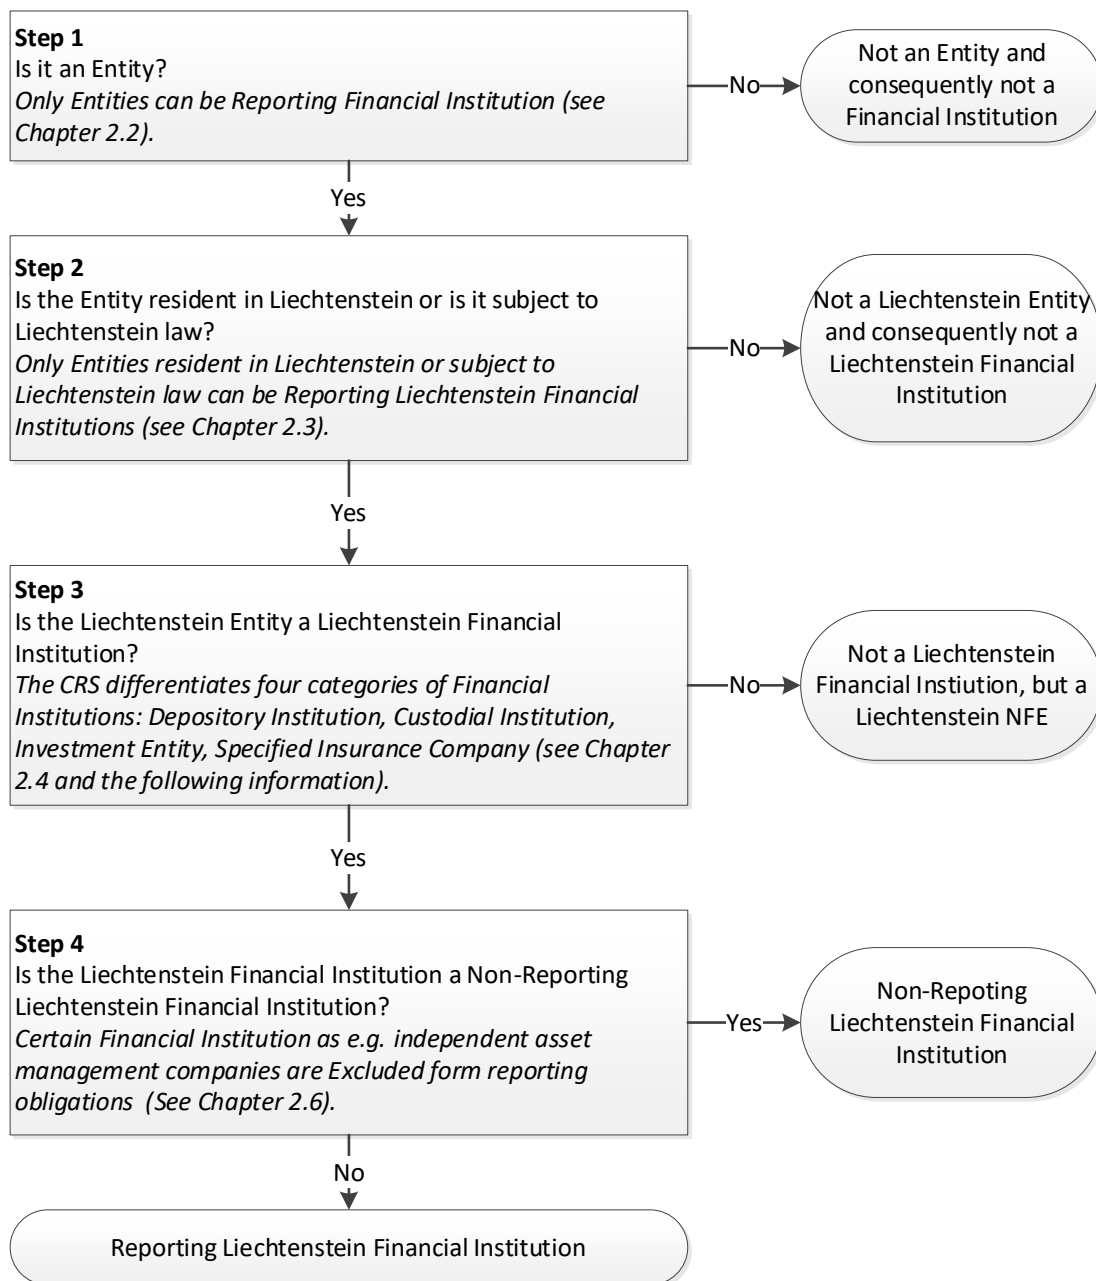 Step 1
Is it an Entity?
Only Entities can be Reporting Financial Institution (see
Chapter 2.2).
No
Not an Entity and
consequently not a
Financial Institution
Yes
Step 2
Is the Entity resident in Liechtenstein or is it subject to
Liechtenstein law?
Only Entities resident in Liechtenstein or subject to
Liechtenstein law can be Reporting Liechtenstein Financial
Institutions (see Chapter 2.3).
No
Not a Liechtenstein Entity
and consequently not a
Liechtenstein Financial
Institution
Yes
Step 3
Is the Liechtenstein Entity a Liechtenstein Financial
Institution?
The CRS differentiates four categories of Financial
Institutions: Depository Institution, Custodial Institution,
Investment Entity, Specified Insurance Company (see Chapter
2.4 and the following information).
No
Not a Liechtenstein
Financial Instiution, but a
Liechtenstein NFE
Yes
Step 4
Is the Liechtenstein Financial Institution a Non-Reporting
Liechtenstein Financial Institution?
Certain Financial Institution as e.g. independent asset
management companies are Excluded form reporting
obligations  (See Chapter 2.6).
Yes
Non-Repoting
Liechtenstein Financial
Institution
No
Reporting Liechtenstein Financial Institution